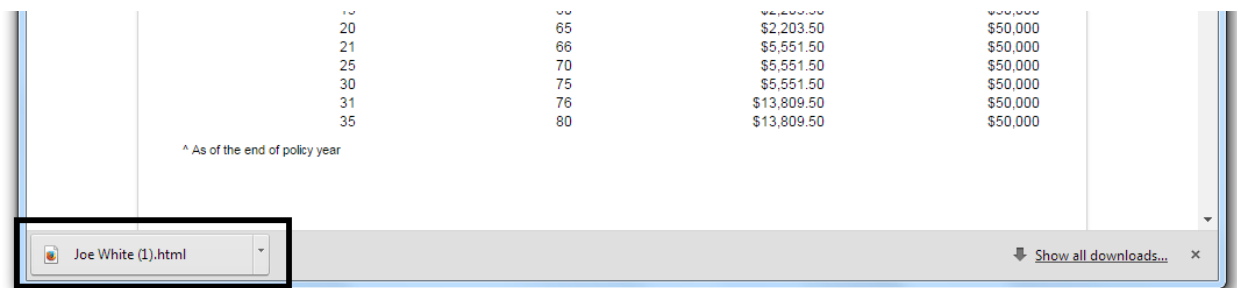 20 65 $2,203.50 $50,000
21 66 $5,551.50 $50,000
25 70 $5,551.50 $50,000
30 75 $5,551.50 $50,000
31 76 $13,809.50 $50,000
35 80 $13,809.50 $50,000
^ As of the end of policy year
Joe White (1).html Show all downloads...